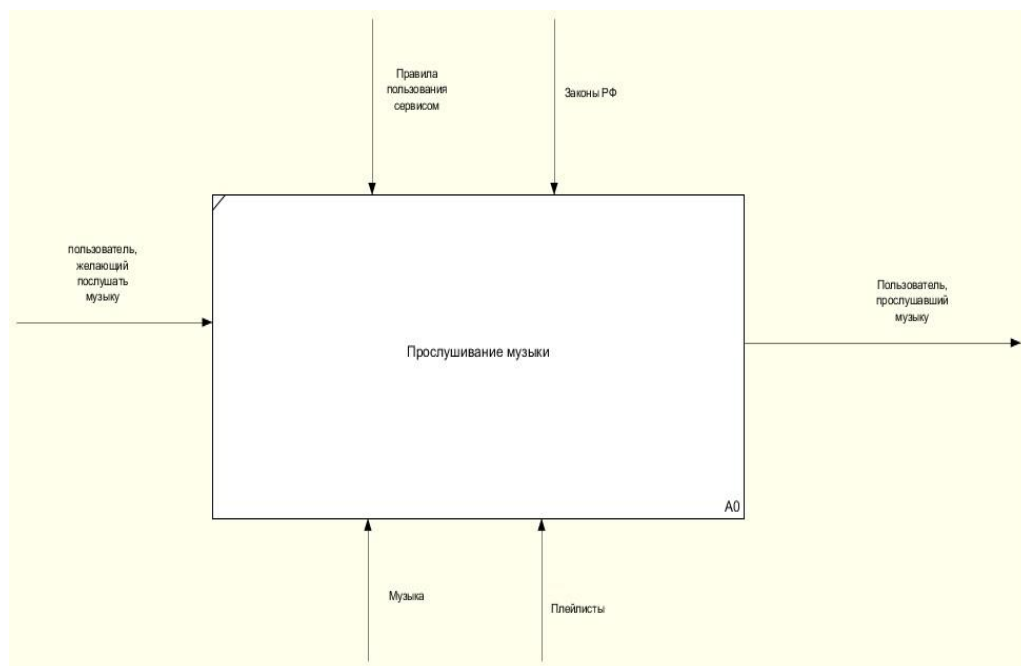 Правила
пользования
сервисом
Законы РФ
пользователь,
желающий
послушать
музыку
Пользователь,
прослушавший
музыку
Прослушивание музыки
A0
Музыка
Плейлисты